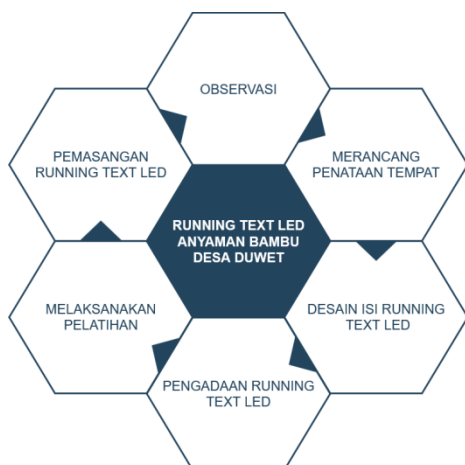 OBSERVASI
MERANCANG
PENATAAN TEMPAT
DESAIN ISI RUNNING
TEXT LED
PENGADAAN RUNNING
TEXT LED
MELAKSANAKAN
PELATIHAN
PEMASANGAN
RUNNING TEXT LED
RUNNING TEXT LED
ANYAMAN BAMBU
DESA DUWET